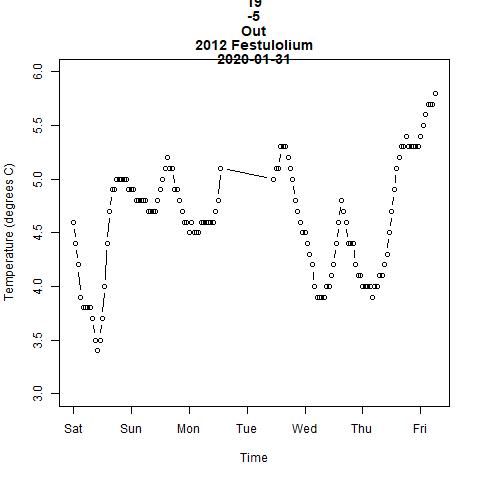 19
-5
Out
2012 Festulolium
2020-01-31
6.0
5.5
5.0
4.5
4.0
3.5
3.0
Temperature (degrees C)
Sat Sun Mon Tue Wed Thu Fri
Time